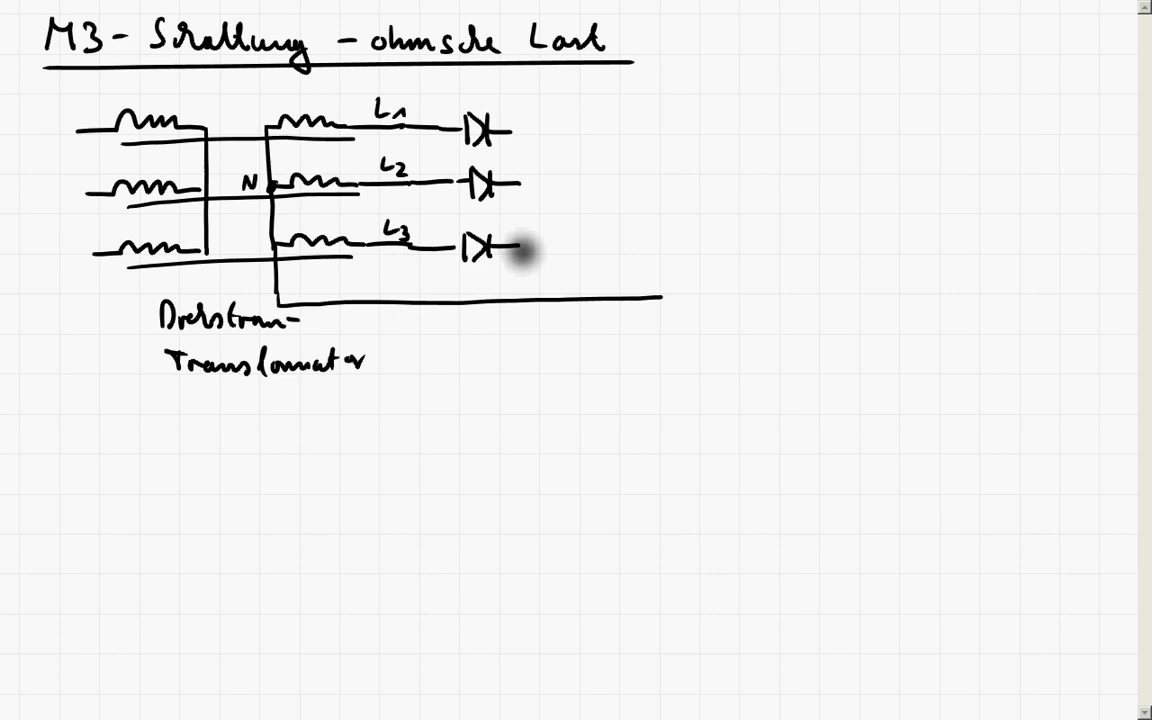 M3 - Schaltung - ohmsche Last
L1
L2
N
L3
Drehstrom-
Transformator